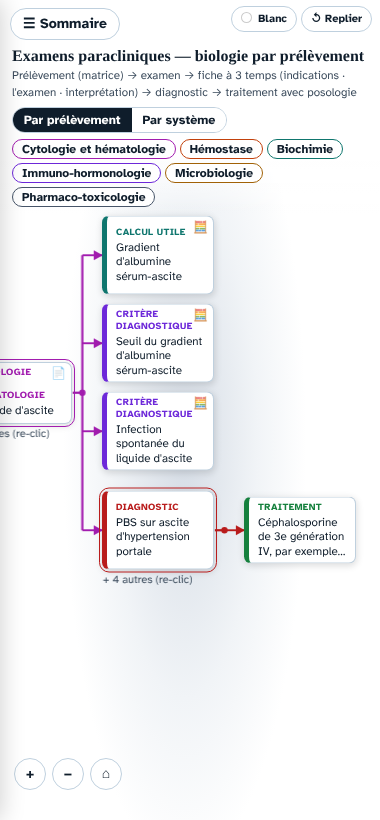 ☰ Sommaire
Blanc
↺ Replier
Examens paracliniques — biologie par prélèvement
Prélèvement (matrice) → examen → fiche à 3 temps (indications ·
l'examen · interprétation) → diagnostic → traitement avec posologie
Par prélèvement
Par système
Cytologie et hématologie
Hémostase
Biochimie
Immuno-hormonologie
Microbiologie
Pharmaco-toxicologie
CALCUL UTILE
Gradient
d'albumine
sérum-ascite
CRITÈRE
DIAGNOSTIQUE
Seuil du gradient
d'albumine
sérum-ascite
OLOGIE
ATOLOGIE
de d'ascite
es (re-clic)
CRITÈRE
DIAGNOSTIQUE
Infection
spontanée du
liquide d'ascite
DIAGNOSTIC
PBS sur ascite
d'hypertension
portale
+ 4 autres (re-clic)
TRAITEMENT
Céphalosporine
de 3e génération
IV, par exemple…
+
−
⌂